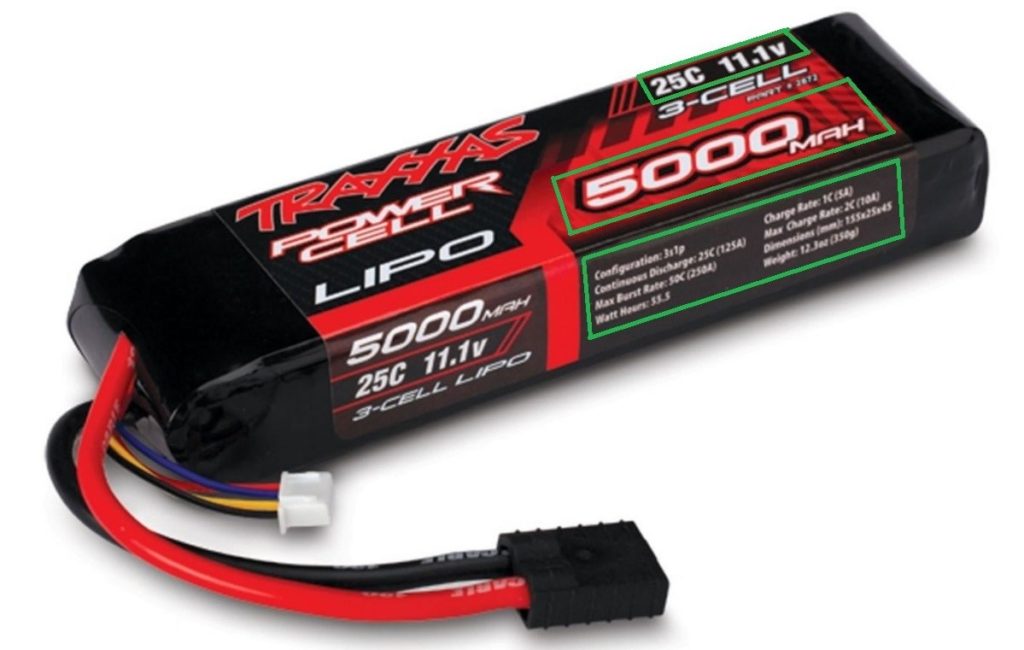 TRAXXAS
POWER
CELL
LIPO
25C 11.1v
3-CELL
PART # 2872
5000MAH
5000MAH
25C 11.1v
3-CELL LIPO
Configuration: 3s1p
Continuous Discharge: 25C (125A)
Max Burst Rate: 50C (250A)
Watt Hours: 55.5
Charge Rate: 1C (5A)
Max Charge Rate: 2C (10A)
Dimensions (mm): 155x25x45
Weight: 12.3oz (350g)